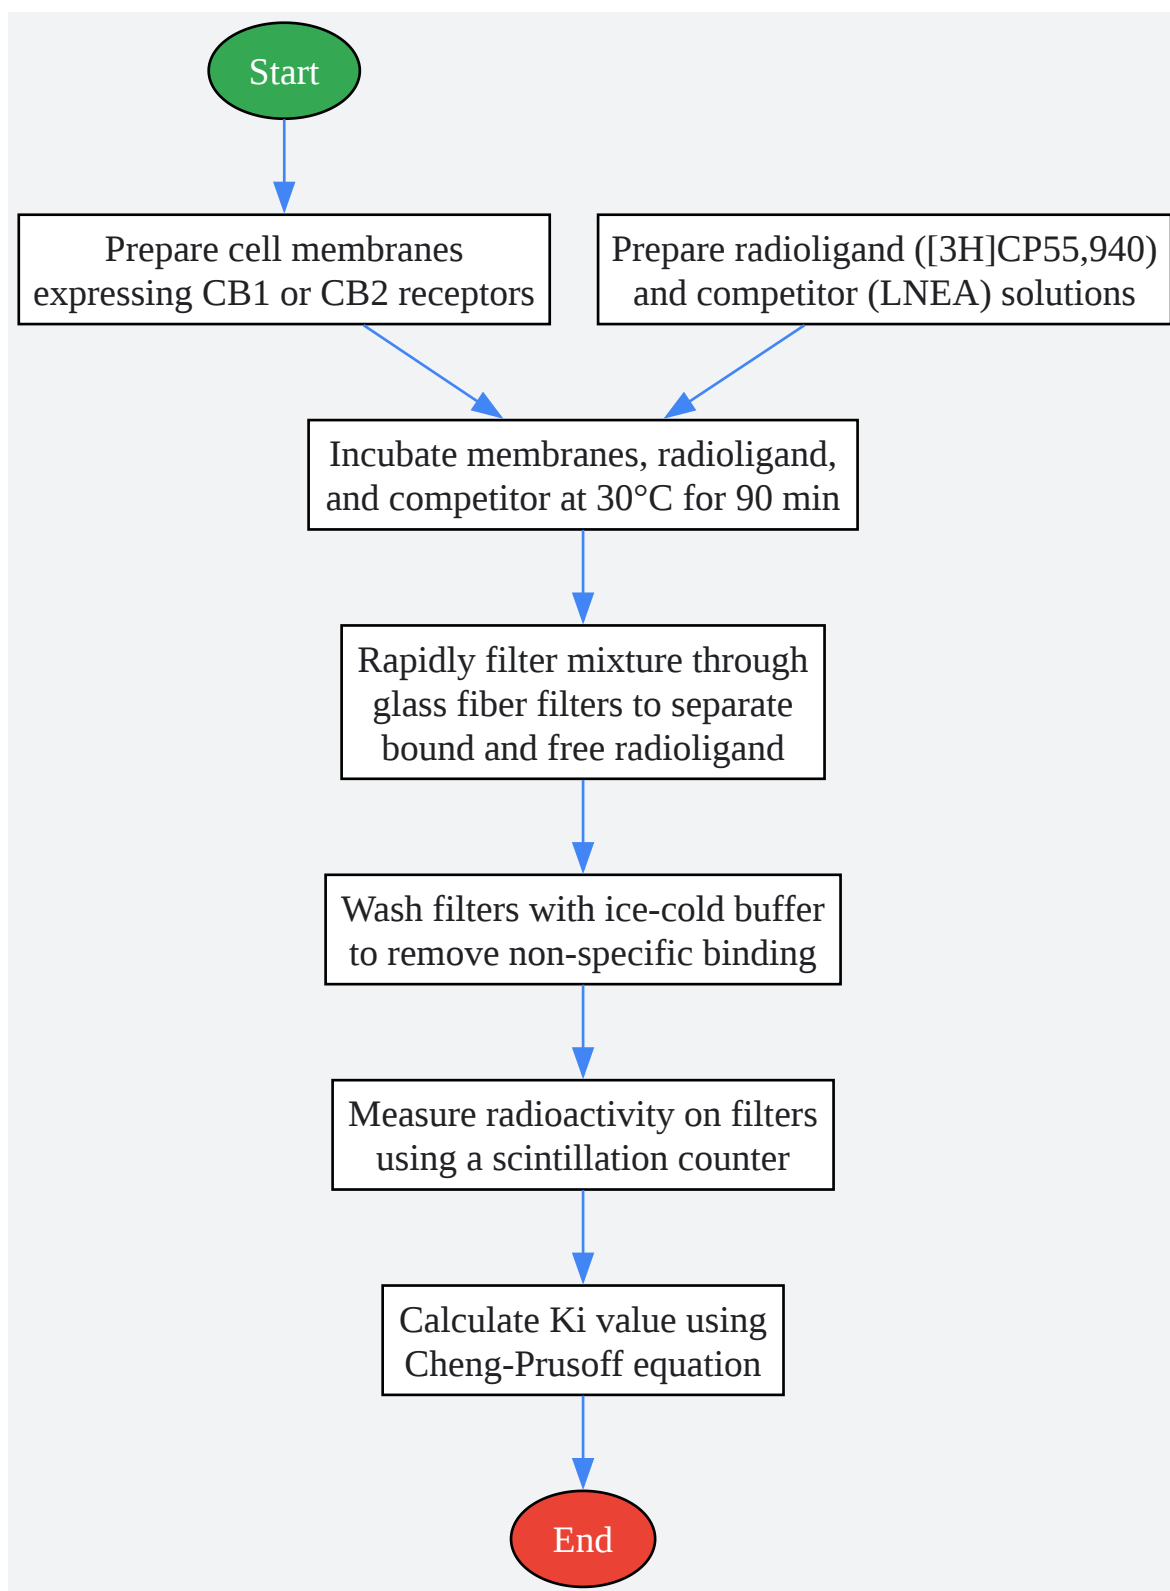 Start
Prepare cell membranes
expressing CB1 or CB2 receptors
Prepare radioligand ([3H]CP55,940)
and competitor (LNEA) solutions
Incubate membranes, radioligand,
and competitor at 30°C for 90 min
Rapidly filter mixture through
glass fiber filters to separate
bound and free radioligand
Wash filters with ice-cold buffer
to remove non-specific binding
Measure radioactivity on filters
using a scintillation counter
Calculate Ki value using
Cheng-Prusoff equation
End